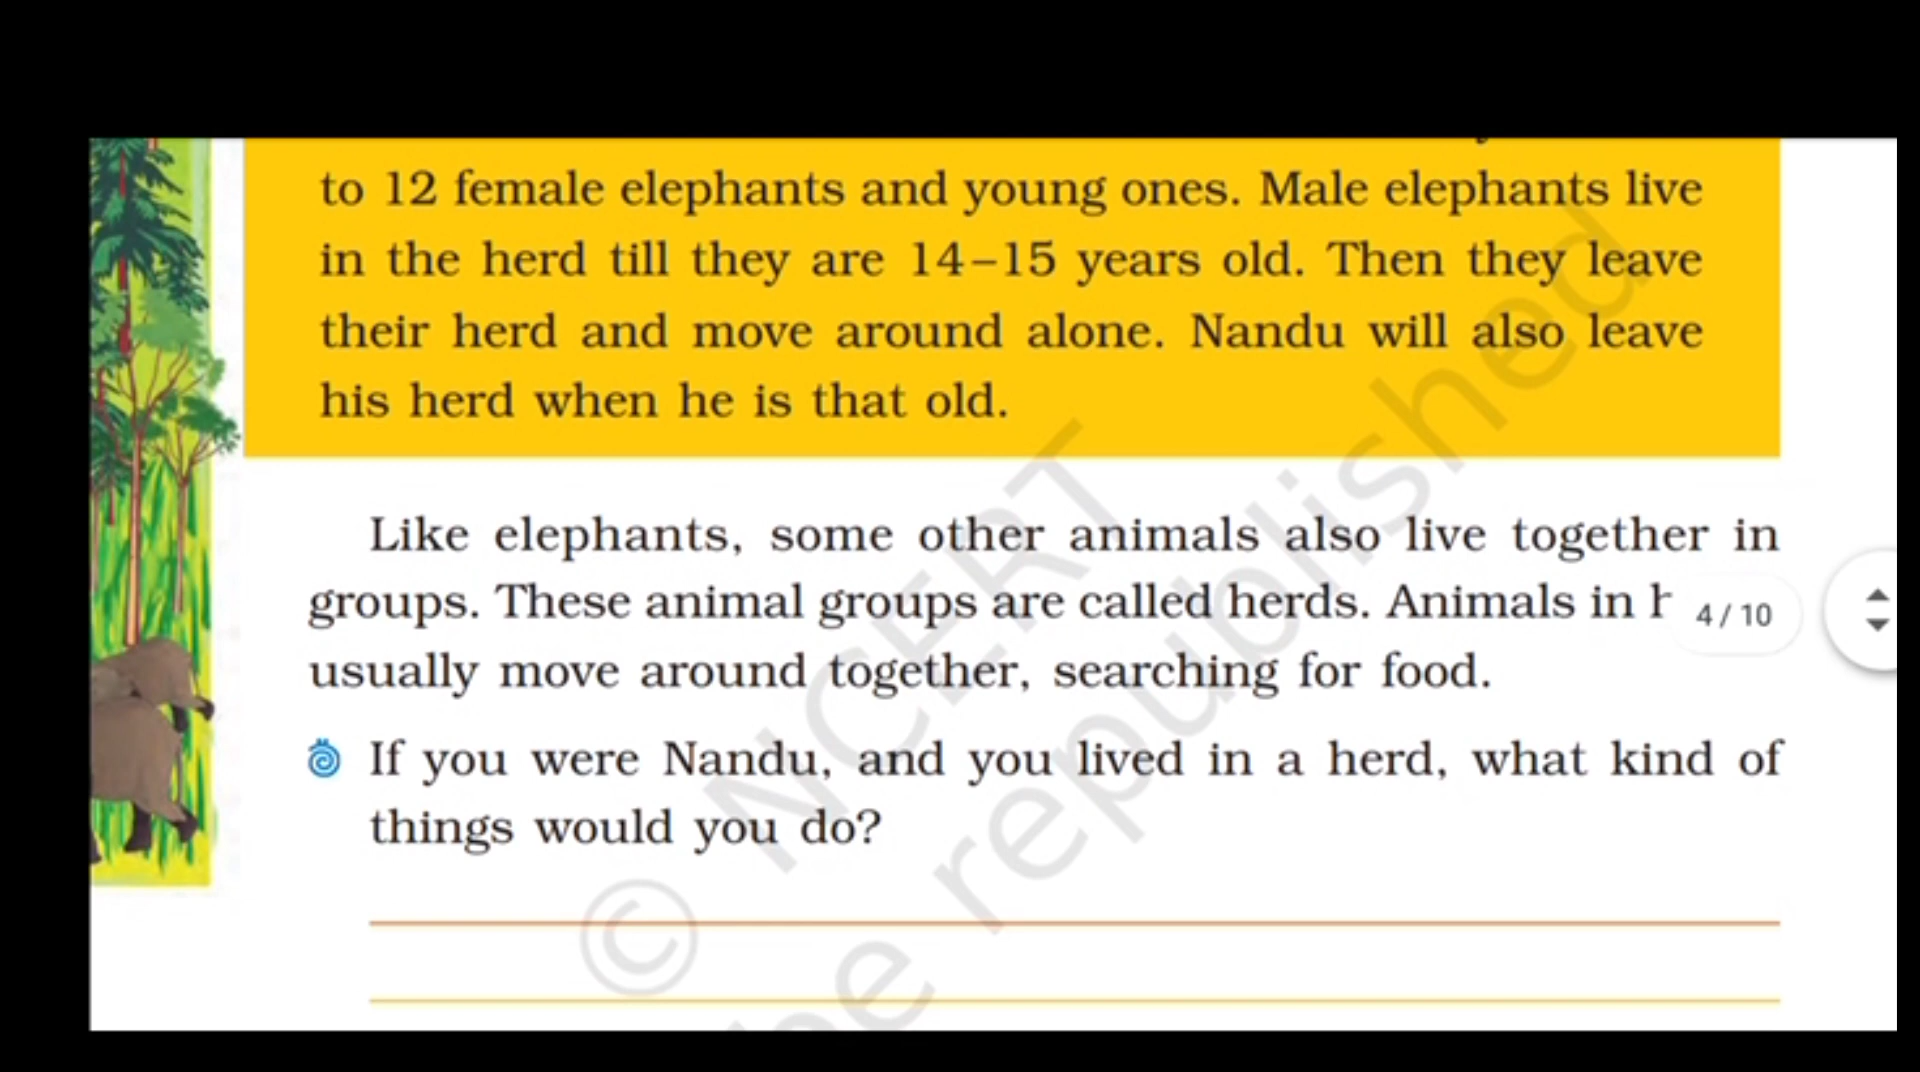 to 12 female elephants and young ones. Male elephants live
in the herd till they are 14–15 years old. Then they leave
their herd and move around alone. Nandu will also leave
his herd when he is that old.
Like elephants, some other animals also live together in
groups. These animal groups are called herds. Animals in
4 / 10
usually move around together, searching for food.
If you were Nandu, and you lived in a herd, what kind of
things would you do?
© NCERT
republished